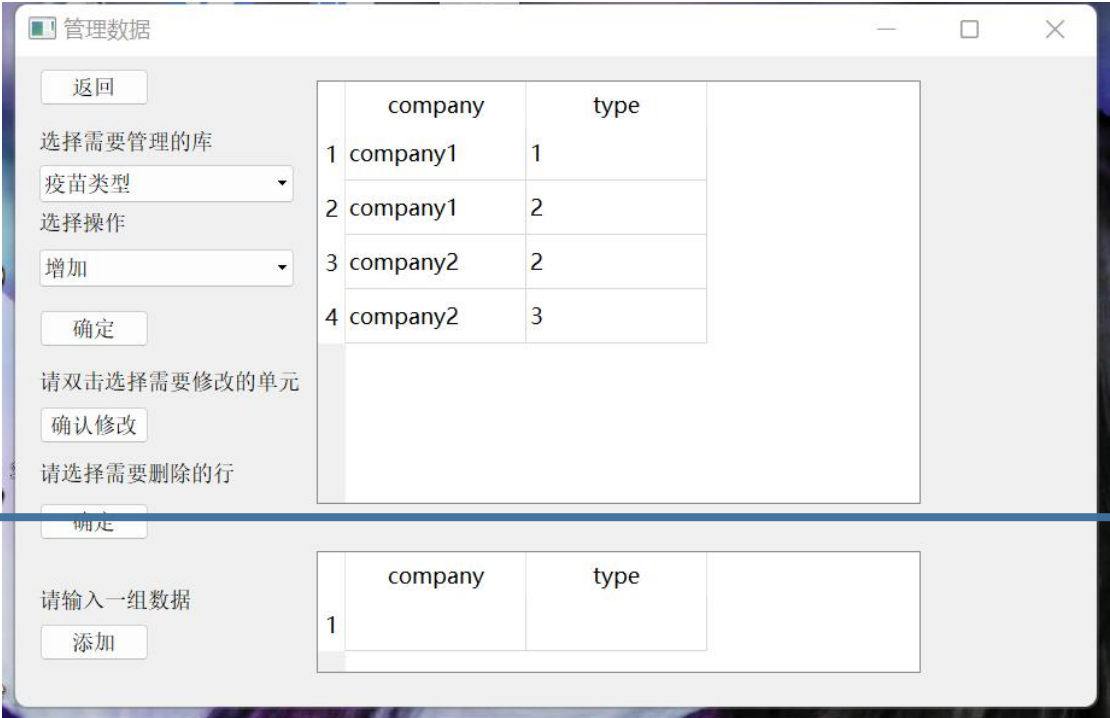 管理数据
返回
选择需要管理的库
疫苗类型
选择操作
增加
确定
请双击选择需要修改的单元
确认修改
请选择需要删除的行
确定
请输入一组数据
添加
company type
1 company1 1
2 company1 2
3 company2 2
4 company2 3
company type
1